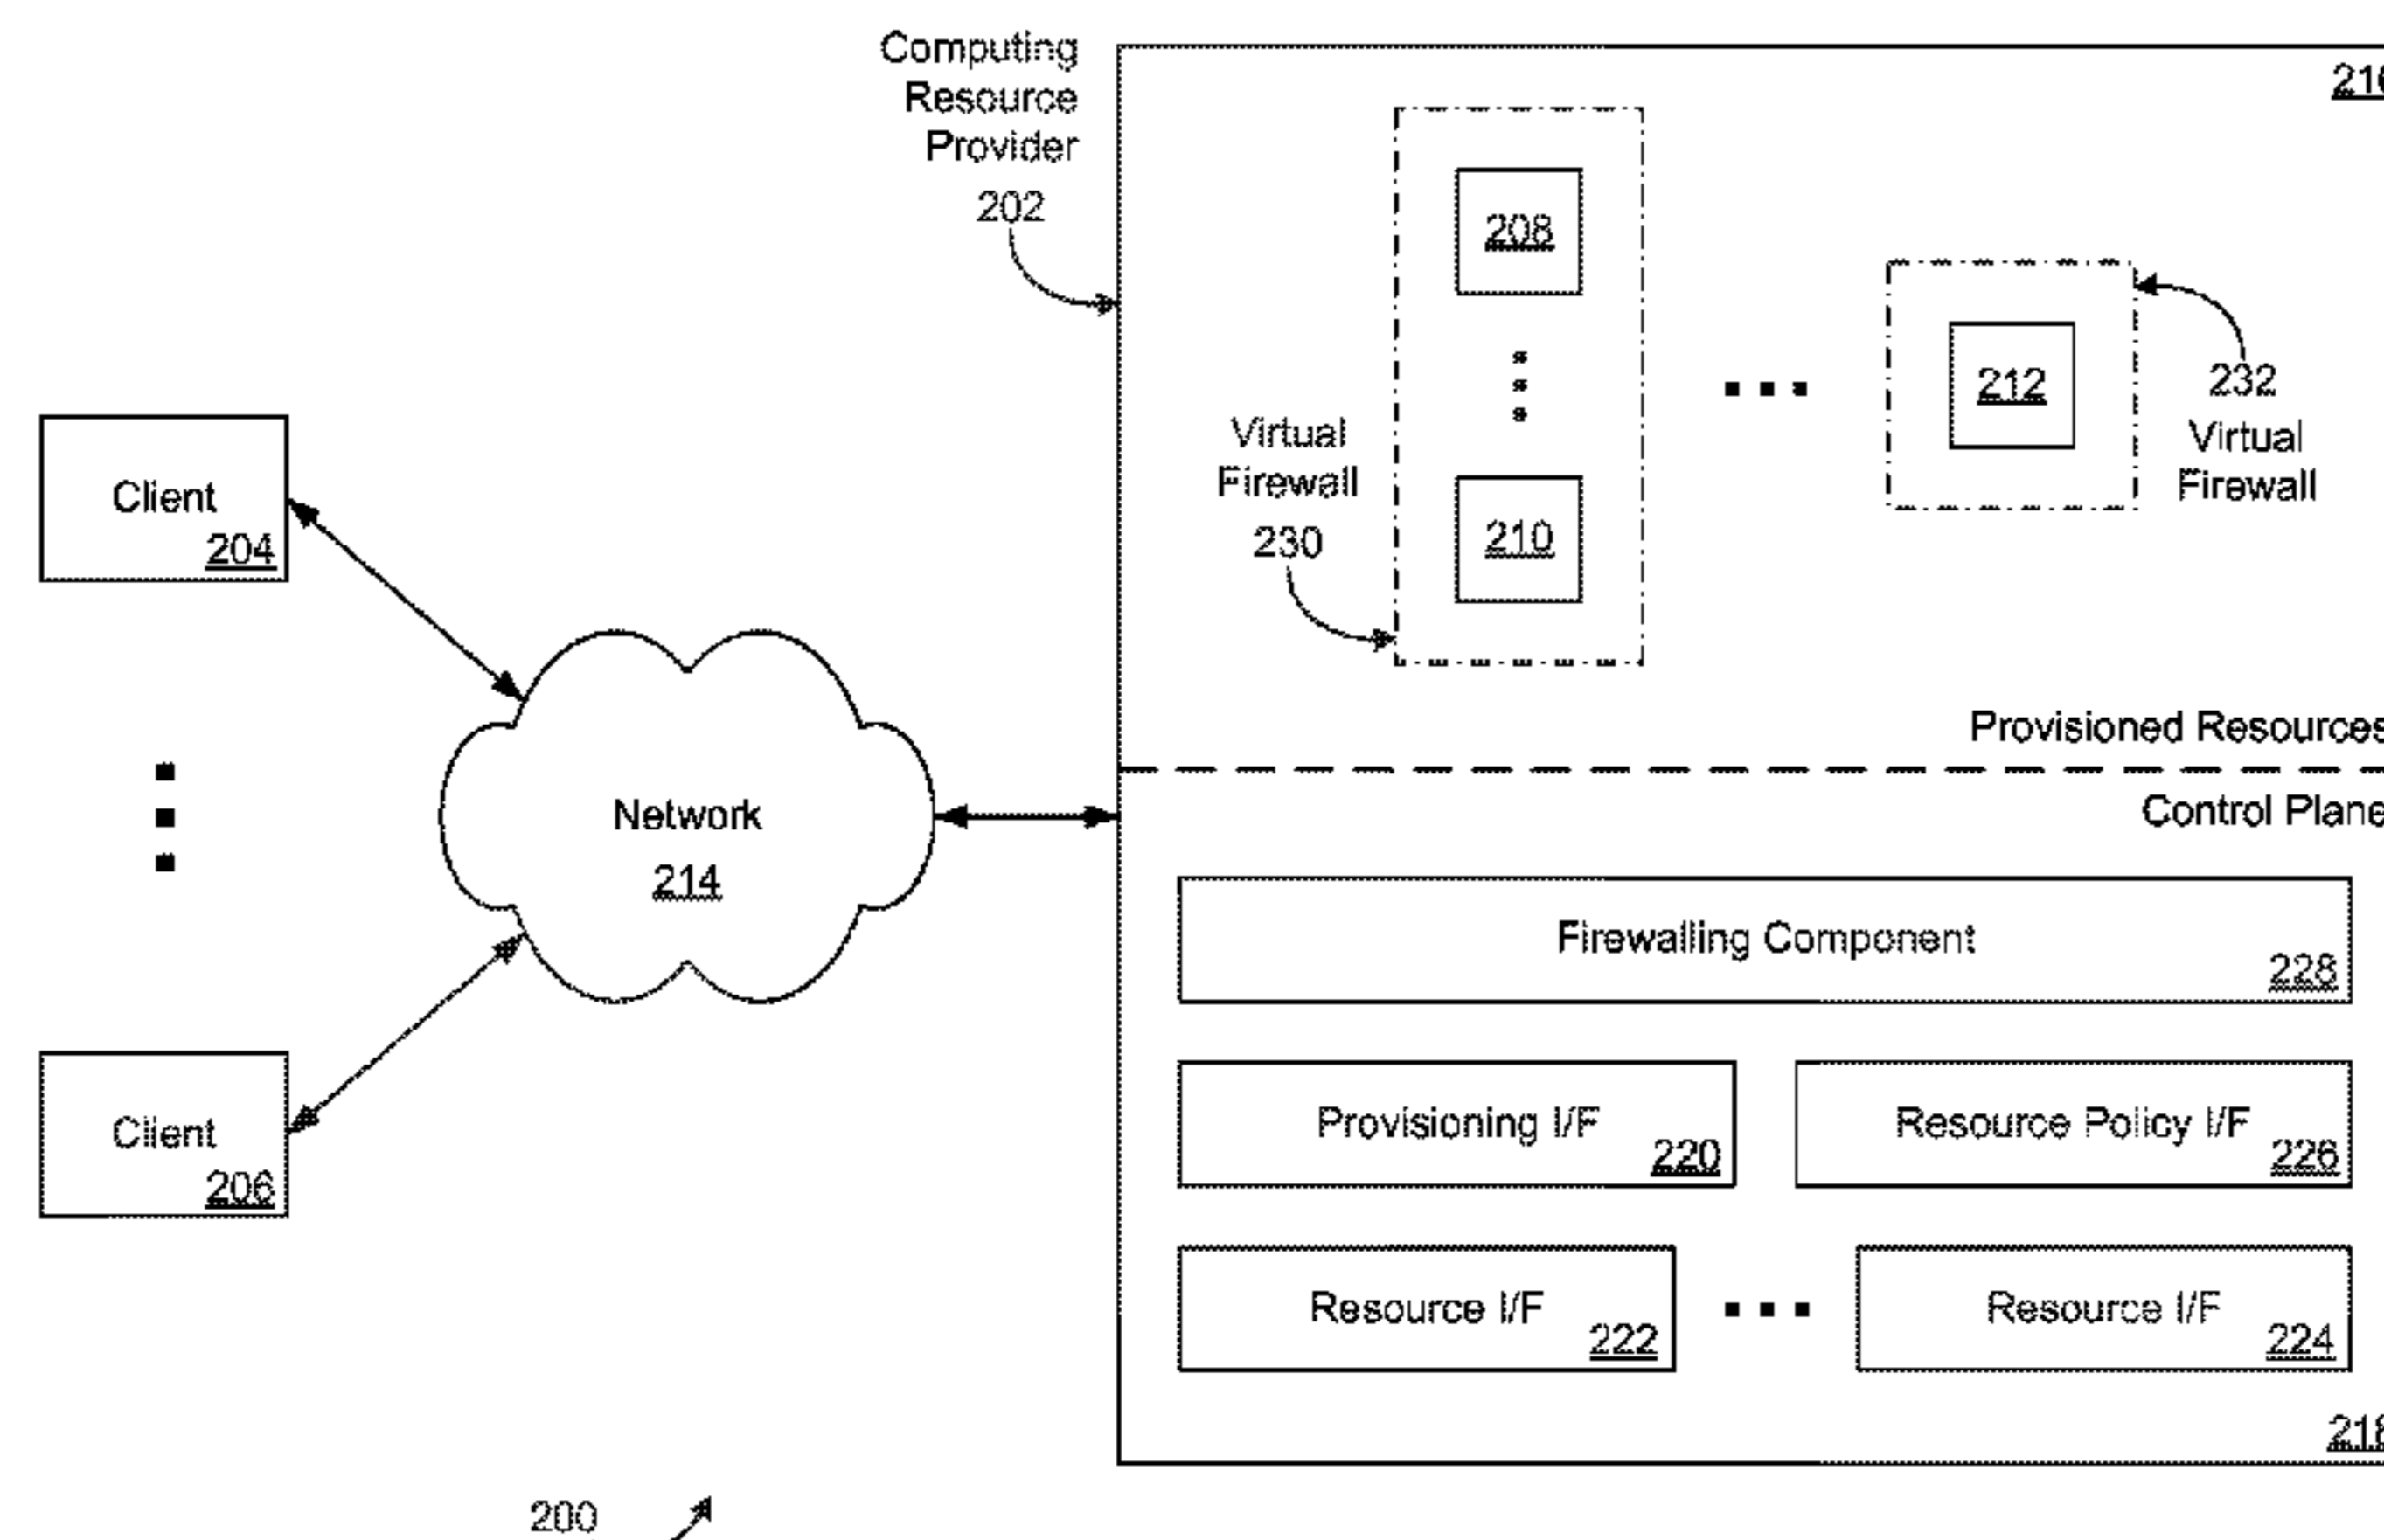 Computing
Resource
Provider
202
216
208
210
212
Virtual
Firewall
230
232
Virtual
Firewall
Provisioned Resources
Client
204
Network
214
Client
206
Control Plane
Firewalling Component
228
Provisioning I/F
220
Resource Policy I/F
226
Resource I/F
222
Resource I/F
224
218
200